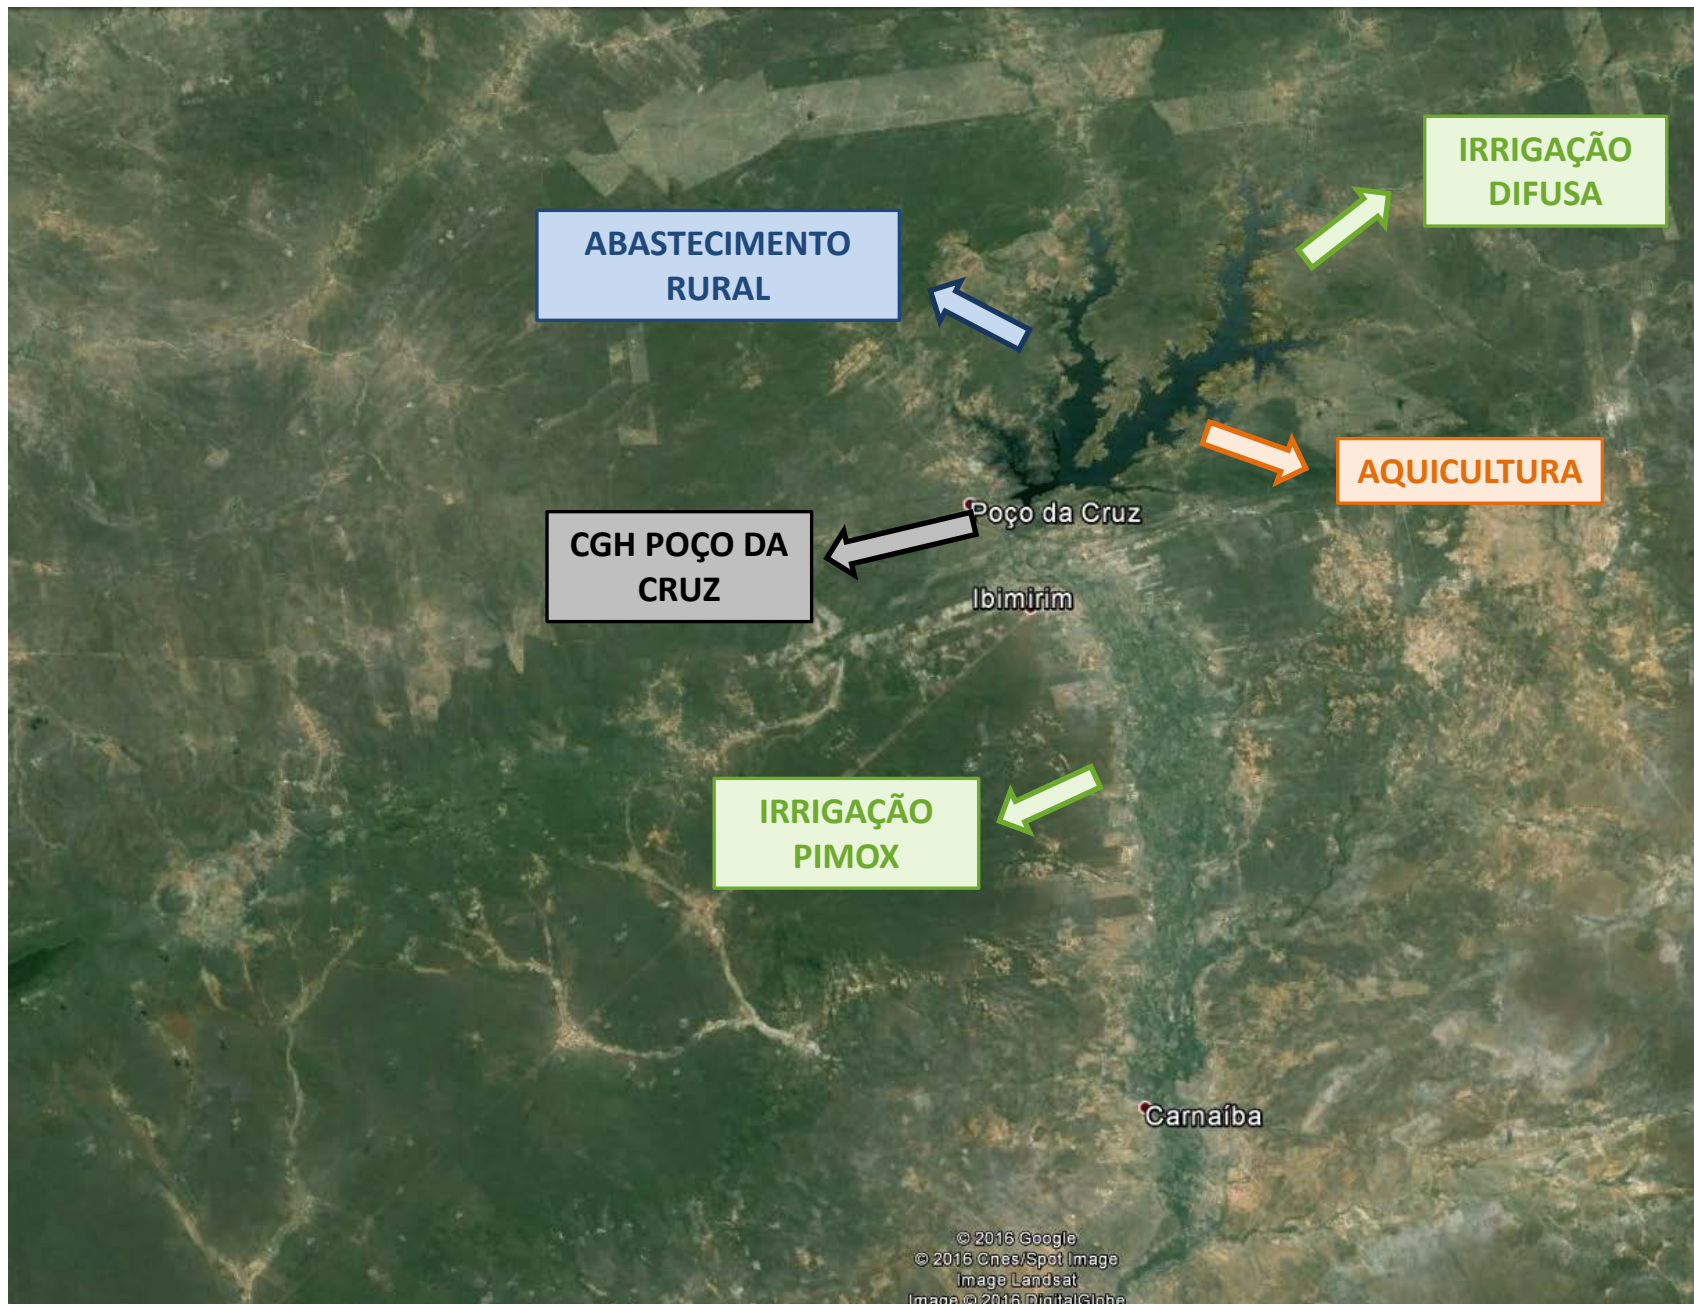 IRRIGAÇÃO
DIFUSA
ABASTECIMENTO
RURAL
AQUICULTURA
Poço da Cruz
CGH POÇO DA
CRUZ
Ibimirim
IRRIGAÇÃO
PIMOX
Carnaíba
© 2016 Google
© 2016 Cnes/Spot Image
Image Landsat
Image © 2016 DigitalGlobe